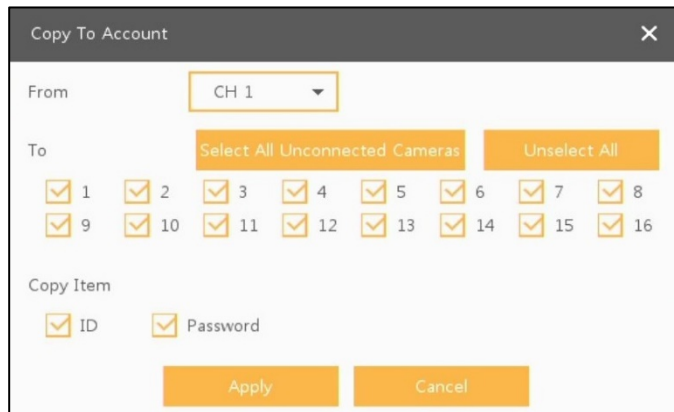 Copy To Account
From CH 1
To Select All Unconnected Cameras Unselect All
1 2 3 4 5 6 7 8
9 10 11 12 13 14 15 16
Copy Item
ID Password
Apply Cancel